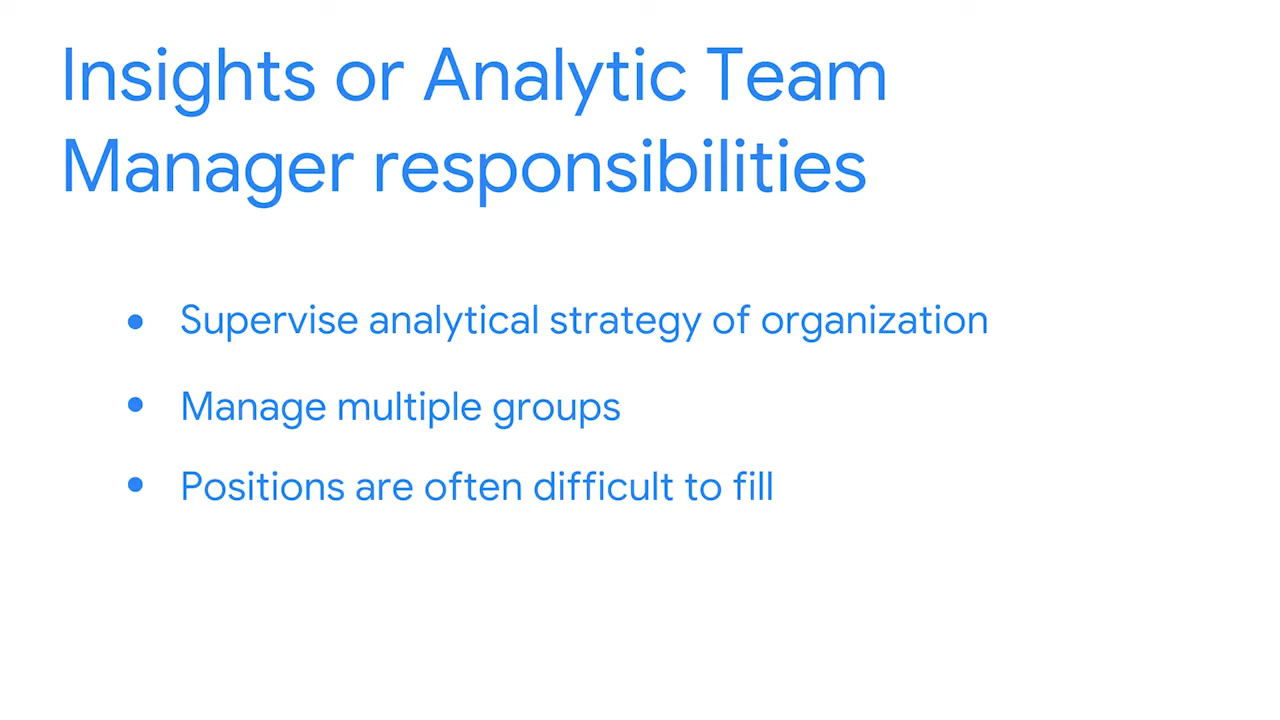 Insights or Analytic Team
Manager responsibilities
• Supervise analytical strategy of organization
• Manage multiple groups
• Positions are often difficult to fill